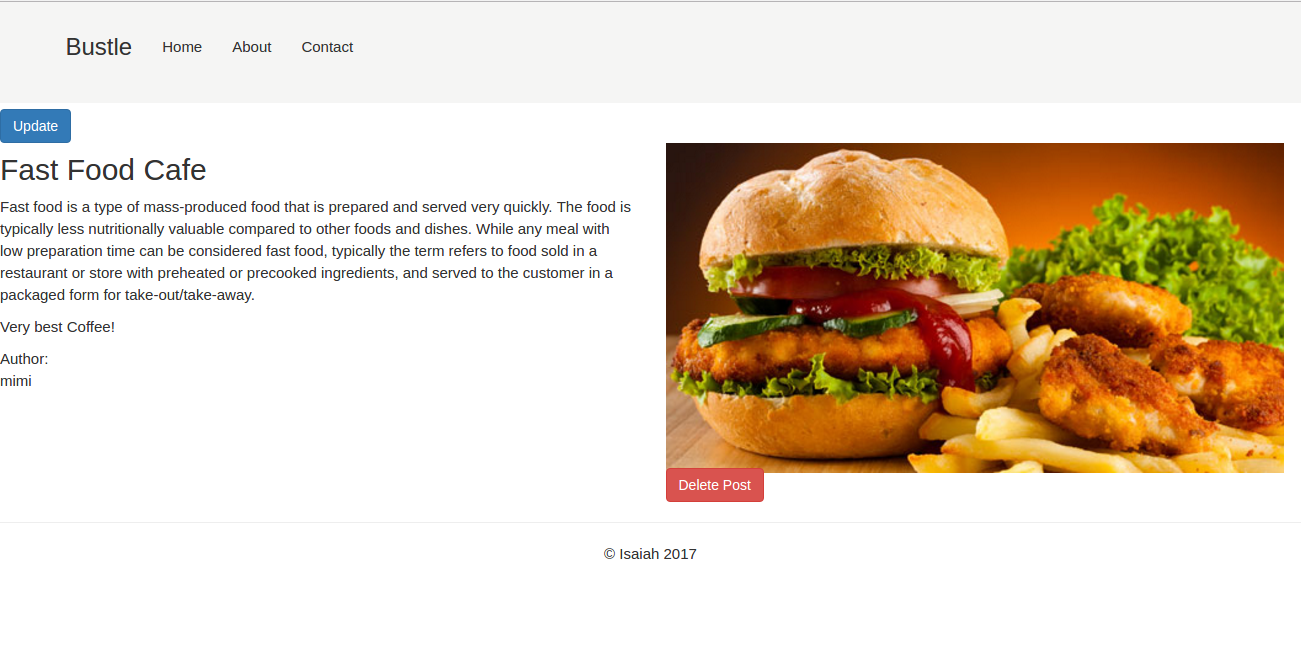 Bustle Home About Contact
Update
Fast Food Cafe
Fast food is a type of mass-produced food that is prepared and served very quickly. The food is
typically less nutritionally valuable compared to other foods and dishes. While any meal with
low preparation time can be considered fast food, typically the term refers to food sold in a
restaurant or store with preheated or precooked ingredients, and served to the customer in a
packaged form for take-out/take-away.
Very best Coffee!
Author:
mimi
Delete Post
© Isaiah 2017